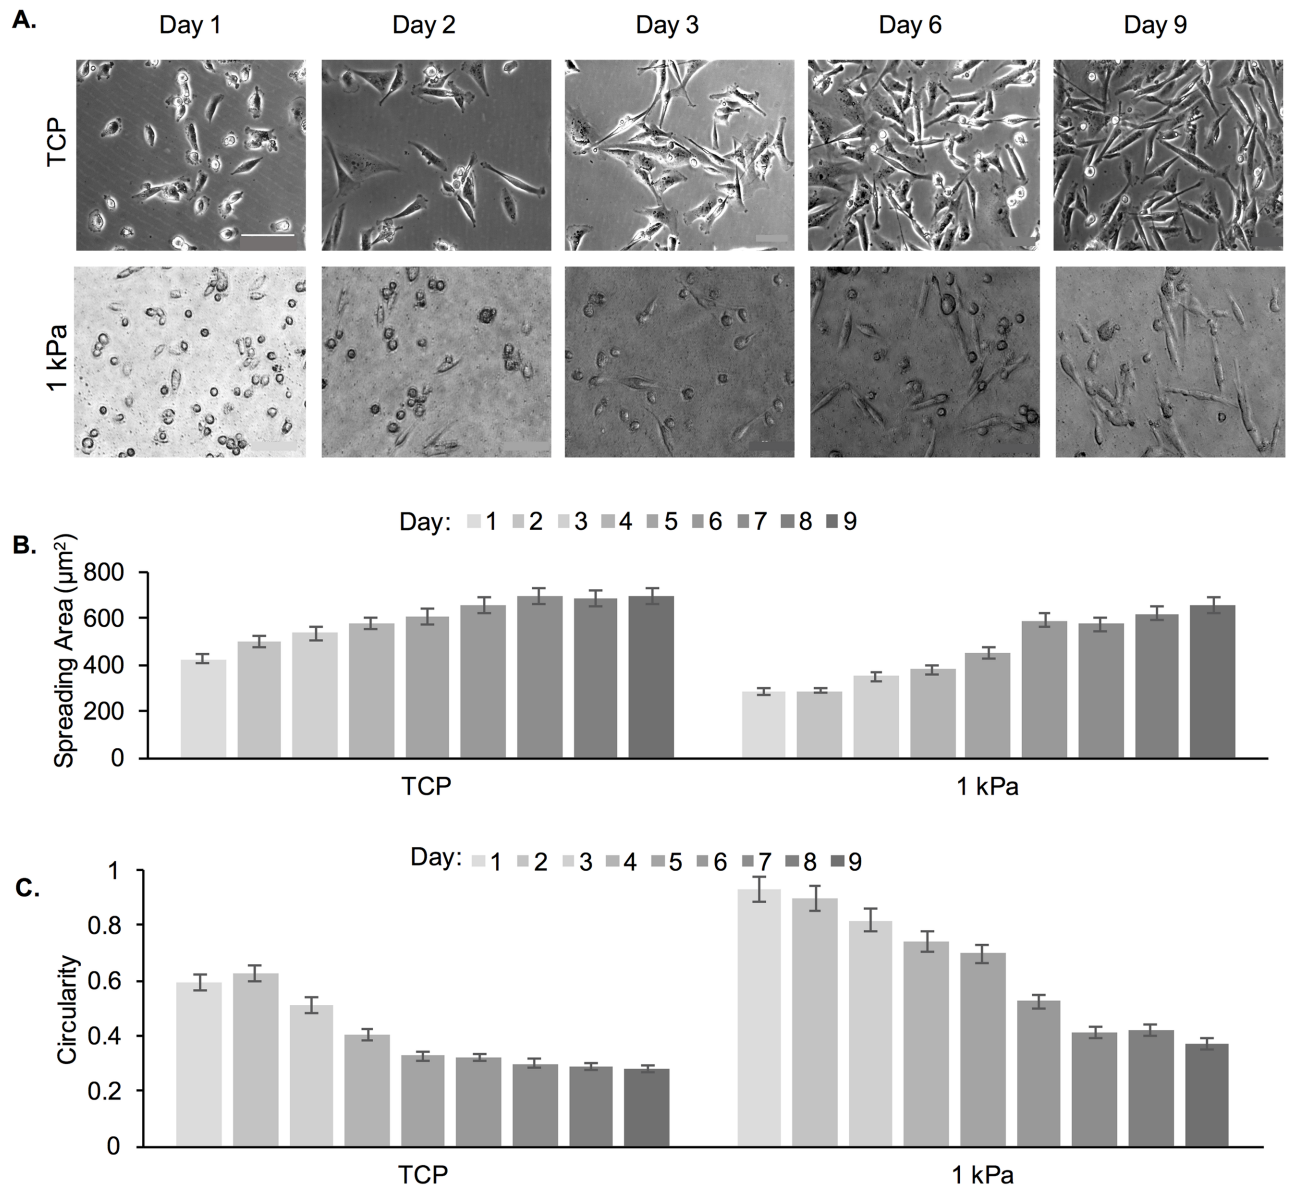 A. Day 1 Day 2 Day 3 Day 6 Day 9
TCP
1 kPa
Day: 1 2 3 4 5 6 7 8 9
B.
Spreading Area (µm²)
800
600
400
200
0
TCP 1 kPa
Day: 1 2 3 4 5 6 7 8 9
C.
Circularity
1
0.8
0.6
0.4
0.2
0
TCP 1 kPa